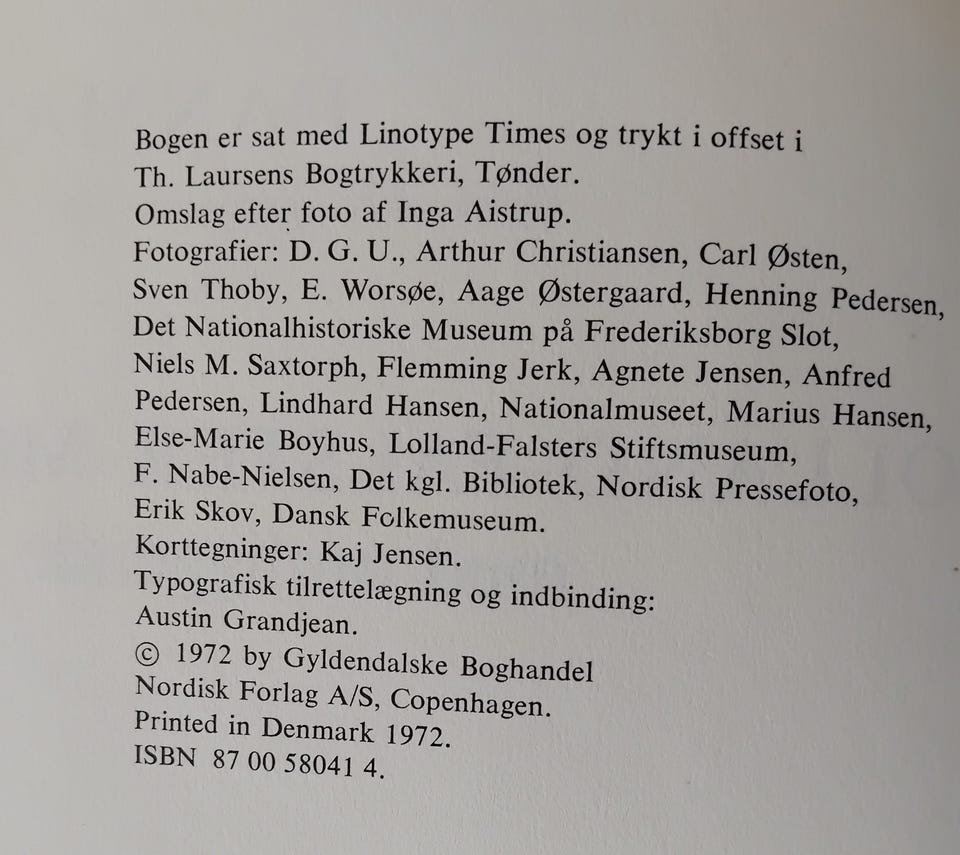 Bogen er sat med Linotype Times og trykt i offset i
Th. Laursens Bogtrykkeri, Tønder.
Omslag efter foto af Inga Aistrup.
Fotografier: D. G. U., Arthur Christiansen, Carl Østen,
Sven Thoby, E. Worsøe, Aage Østergaard, Henning Pedersen,
Det Nationalhistoriske Museum på Frederiksborg Slot,
Niels M. Saxtorph, Flemming Jerk, Agnete Jensen, Anfred
Pedersen, Lindhard Hansen, Nationalmuseet, Marius Hansen,
Else-Marie Boyhus, Lolland-Falsters Stiftsmuseum,
F. Nabe-Nielsen, Det kgl. Bibliotek, Nordisk Pressefoto,
Erik Skov, Dansk Folkemuseum.
Korttegninger: Kaj Jensen.
Typografisk tilrettelægning og indbinding:
Austin Grandjean.
© 1972 by Gyldendalske Boghandel
Nordisk Forlag A/S, Copenhagen.
Printed in Denmark 1972.
ISBN 87 00 58041 4.